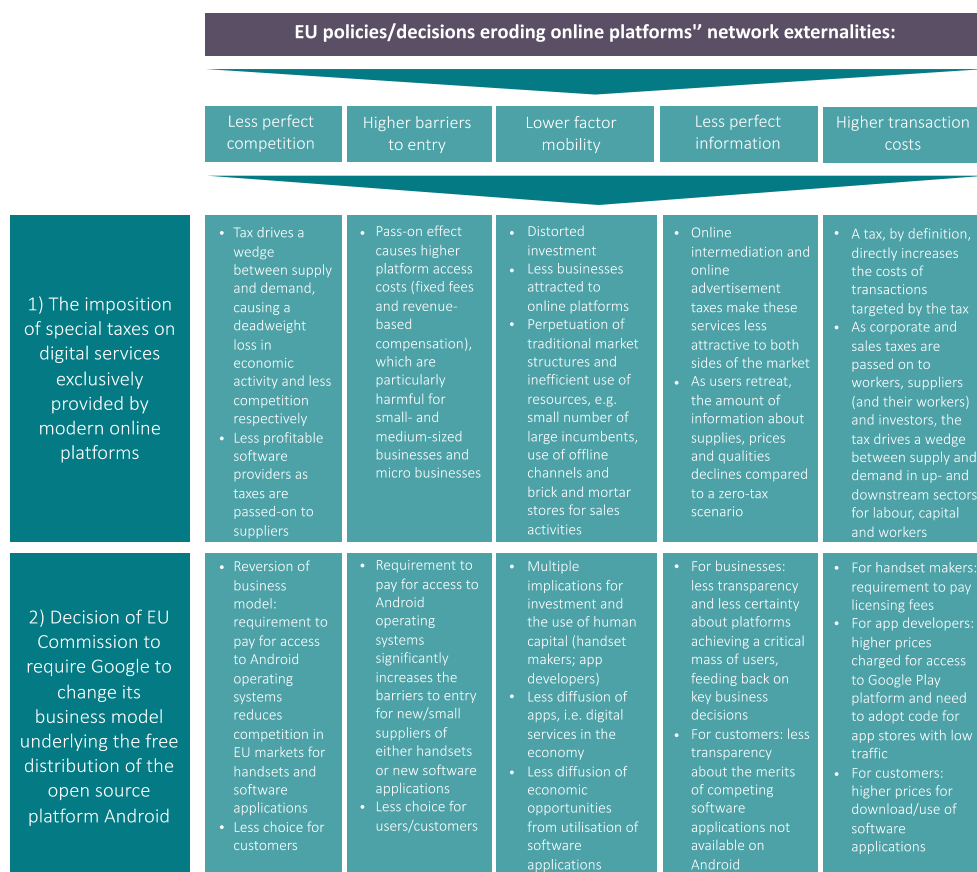 EU policies/decisions eroding online platforms'’ network externalities:
Less perfect
competition
Higher barriers
to entry
Lower factor
mobility
Less perfect
information
Higher transaction
costs
1) The imposition
of special taxes on
digital services
exclusively
provided by
modern online
platforms
• Tax drives a
wedge
between supply
and demand,
causing a
deadweight
loss in
economic
activity and less
competition
respectively
• Less profitable
software
providers as
taxes are
passed-on to
suppliers
• Pass-on effect
causes higher
platform access
costs (fixed fees
and revenue-
based
compensation),
which are
particularly
harmful for
small- and
medium-sized
businesses and
micro businesses
• Distorted
investment
• Less businesses
attracted to
online platforms
• Perpetuation of
traditional market
structures and
inefficient use of
resources, e.g.
small number of
large incumbents,
use of offline
channels and
brick and mortar
stores for sales
activities
• Online
intermediation and
online
advertisement
taxes make these
services less
attractive to both
sides of the market
• As users retreat,
the amount of
information about
supplies, prices
and qualities
declines compared
to a zero-tax
scenario
• A tax, by definition,
directly increases
the costs of
transactions
targeted by the tax
• As corporate and
sales taxes are
passed on to
workers, suppliers
(and their workers)
and investors, the
tax drives a wedge
between supply and
demand in up- and
downstream sectors
for labour, capital
and workers
2) Decision of EU
Commission to
require Google to
change its
business model
underlying the free
distribution of the
open source
platform Android
• Reversion of
business
model:
requirement to
pay for access
to Android
operating
systems
reduces
competition in
EU markets for
handsets and
software
applications
• Less choice for
customers
• Requirement to
pay for access to
Android
operating
systems
significantly
increases the
barriers to entry
for new/small
suppliers of
either handsets
or new software
applications
• Less choice for
users/customers
• Multiple
implications for
investment and
the use of human
capital (handset
makers; app
developers)
• Less diffusion of
apps, i.e. digital
services in the
economy
• Less diffusion of
economic
opportunities
from utilisation of
software
applications
• For businesses:
less transparency
and less certainty
about platforms
achieving a critical
mass of users,
feeding back on
key business
decisions
• For customers: less
transparency
about the merits
of competing
software
applications not
available on
Android
• For handset makers:
requirement to pay
licensing fees
• For app developers:
higher prices
charged for access
to Google Play
platform and need
to adopt code for
app stores with low
traffic
• For customers:
higher prices for
download/use of
software
applications